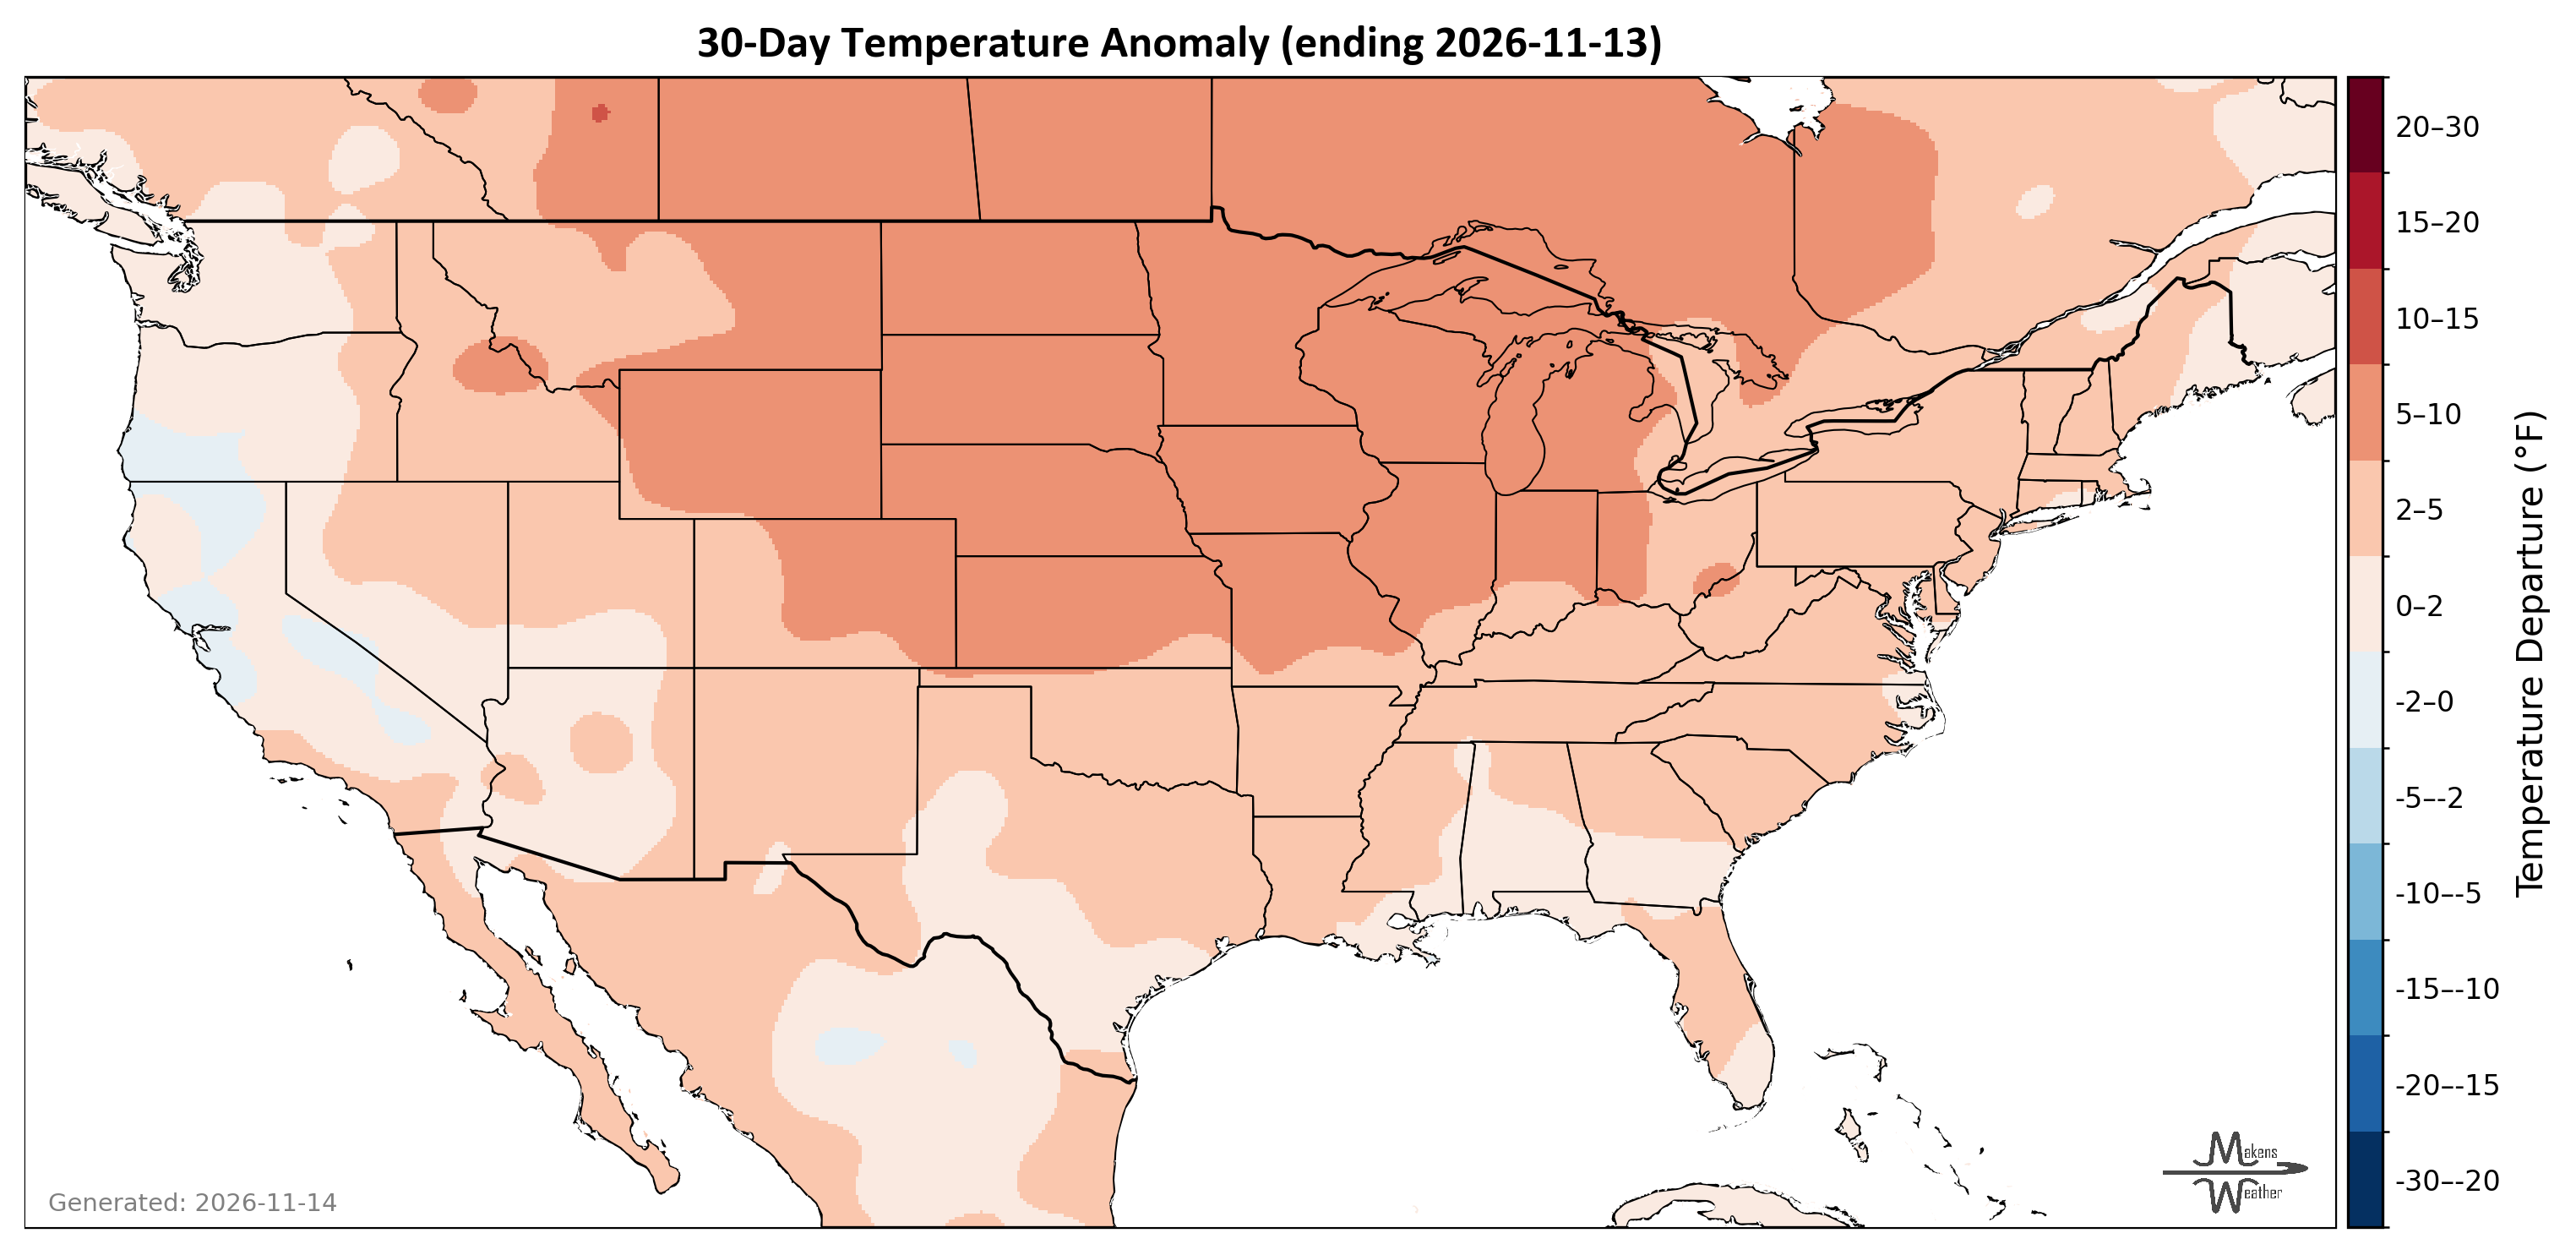 30-Day Temperature Anomaly (ending 2026-11-13)
20–30
15–20
10–15
5–10
2–5
0–2
-2–0
-5–-2
-10–-5
-15–-10
-20–-15
-30–-20
Temperature Departure (°F)
Generated: 2026-11-14
Makens
Weather